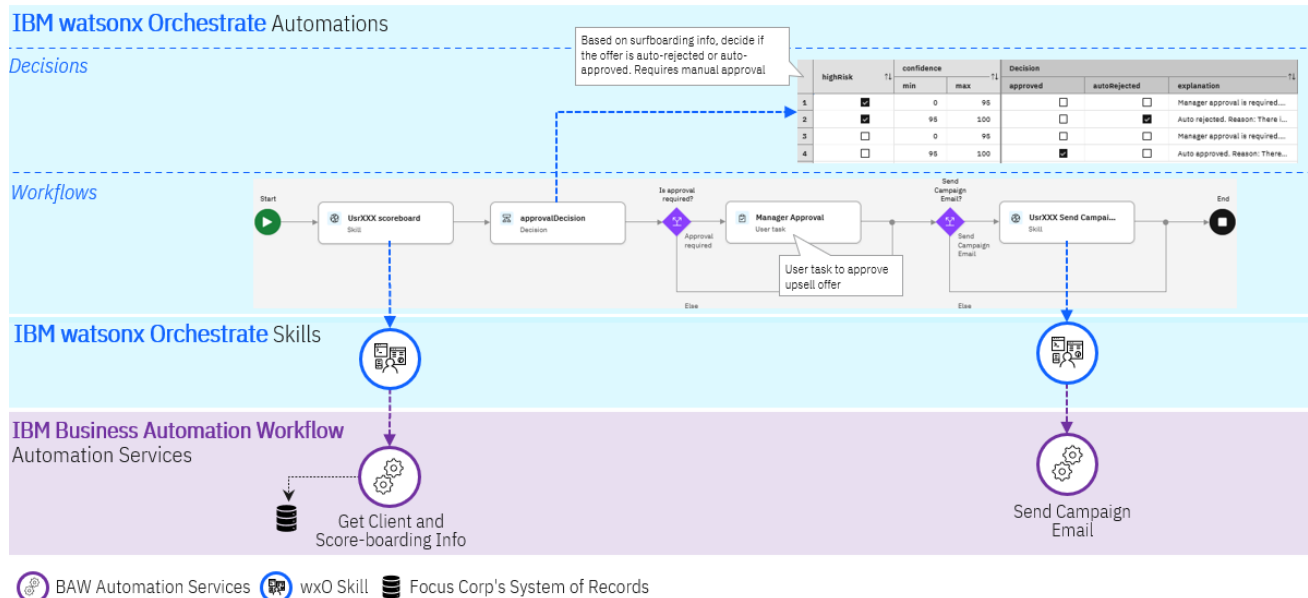 IBM watsonx Orchestrate Automations
Decisions
Based on surfboarding info, decide if
the offer is auto-rejected or auto-
approved. Requires manual approval
highRisk
confidence
Decision
min
max
approved
autoRejected
explanation
1 0 95 Manager approval is required....
2 95 100 Auto rejected. Reason: There i...
3 0 95 Manager approval is required....
4 95 100 Auto approved. Reason: There...
Workflows
Start
UsrXXX scoreboard
Skill
approvalDecision
Decision
Is approval
required?
Approval
required
Else
Manager Approval
User task
User task to approve
upsell offer
Send
Campaign
Email?
Send
Campaign
Email
Else
UsrXXX Send Campai...
Skill
End
IBM watsonx Orchestrate Skills
IBM Business Automation Workflow
Automation Services
Get Client and
Score-boarding Info
Send Campaign
Email
BAW Automation Services
wxO Skill
Focus Corp's System of Records